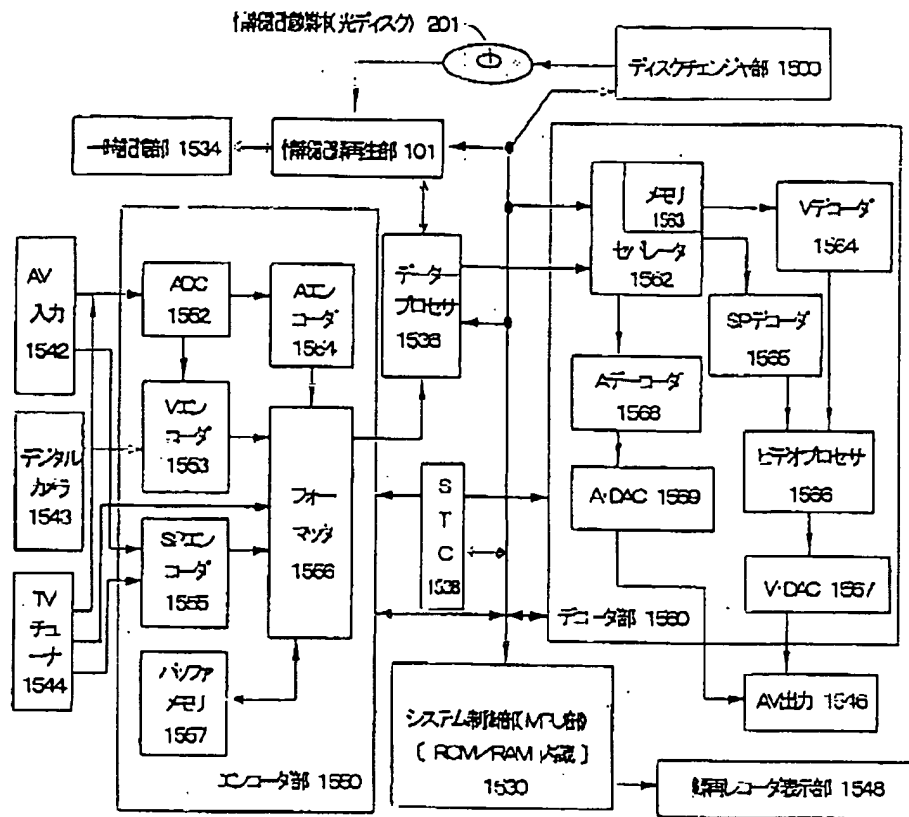 情報記憶媒体(光ディスク) 201
ディスクチェンジャ部 1500
一時記憶部 1534
情報記録再生部 101
AV
入力
1542
デジタル
カメラ
1543
TV
チュ
ーナ
1544
ADC
1552
Aエン
コーダ
1554
Vエン
コーダ
1553
SPエン
コーダ
1555
フォー
マッタ
1556
バッファ
メモリ
1557
エンコーダ部 1550
データー
プロセサ
1536
S
T
C
1538
メモリ
1563
セパレータ
1562
Vデコーダ
1564
SPデコーダ
1565
Aデーコーダ
1568
ビデオプロセサ
1566
A・DAC 1569
V・DAC 1567
デコーダ部 1560
AV出力 1546
システム制御部(MPU部)
[ ROM/RAM 内蔵 ]
1530
録再レコーダ表示部 1548